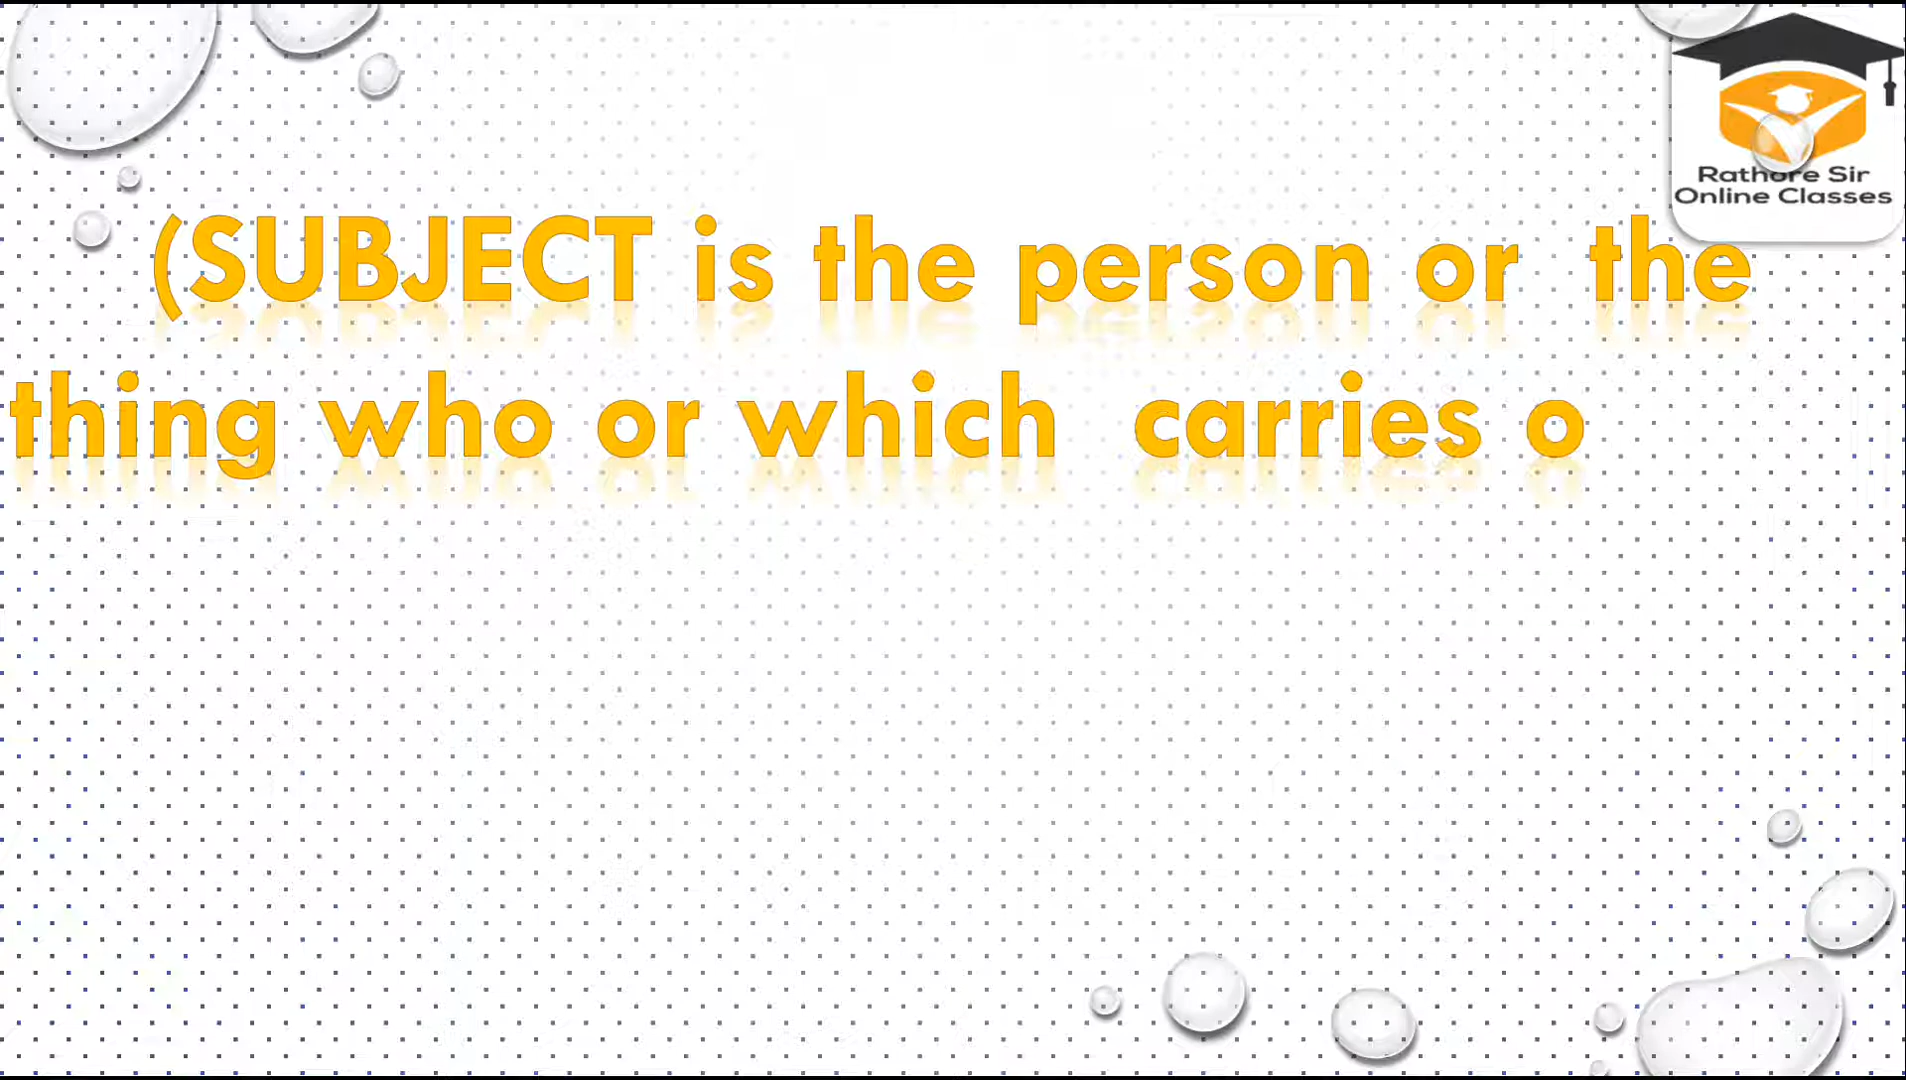 Rathore Sir
Online Classes
(SUBJECT is the person or the
thing who or which carries o